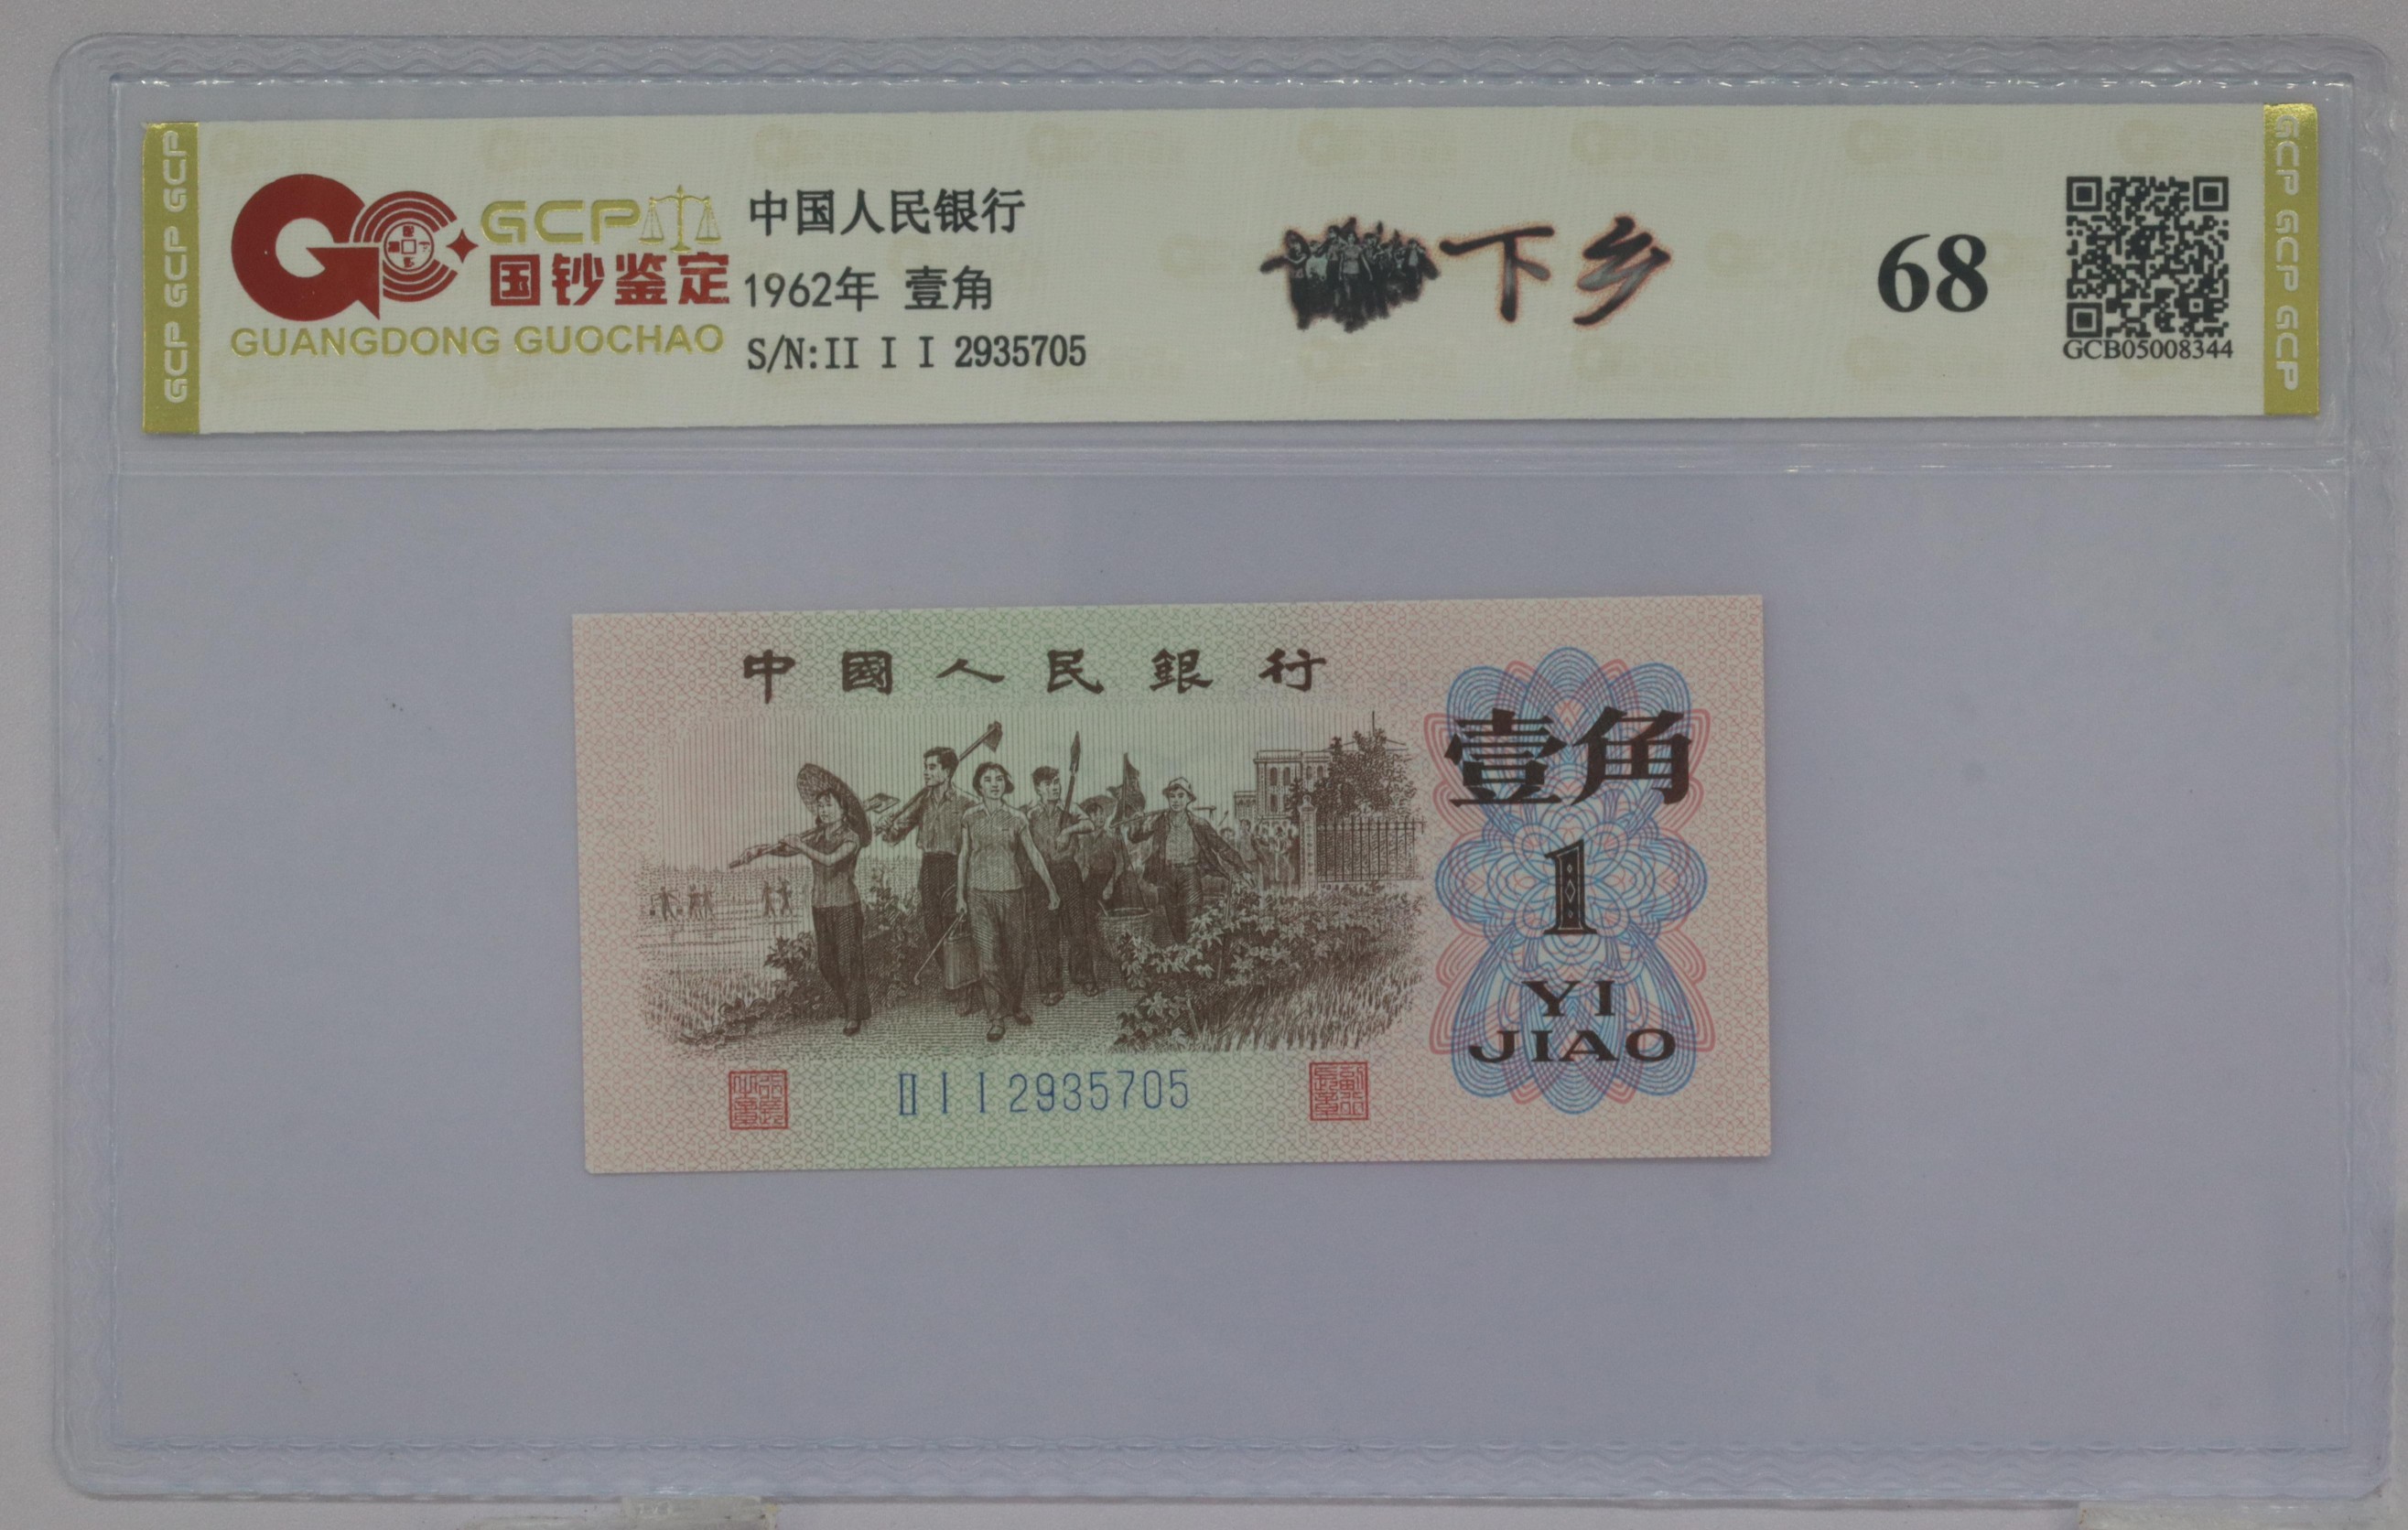 GCP GCP GCP
GCP
国钞鉴定
GUANGDONG GUOCHAO
中国人民银行
1962年 壹角
S/N:II I I 2935705
下乡
68
GCB05008344
GCP GCP GCP
中國人民銀行
壹角
1
YI
JIAO
II I I 2935705